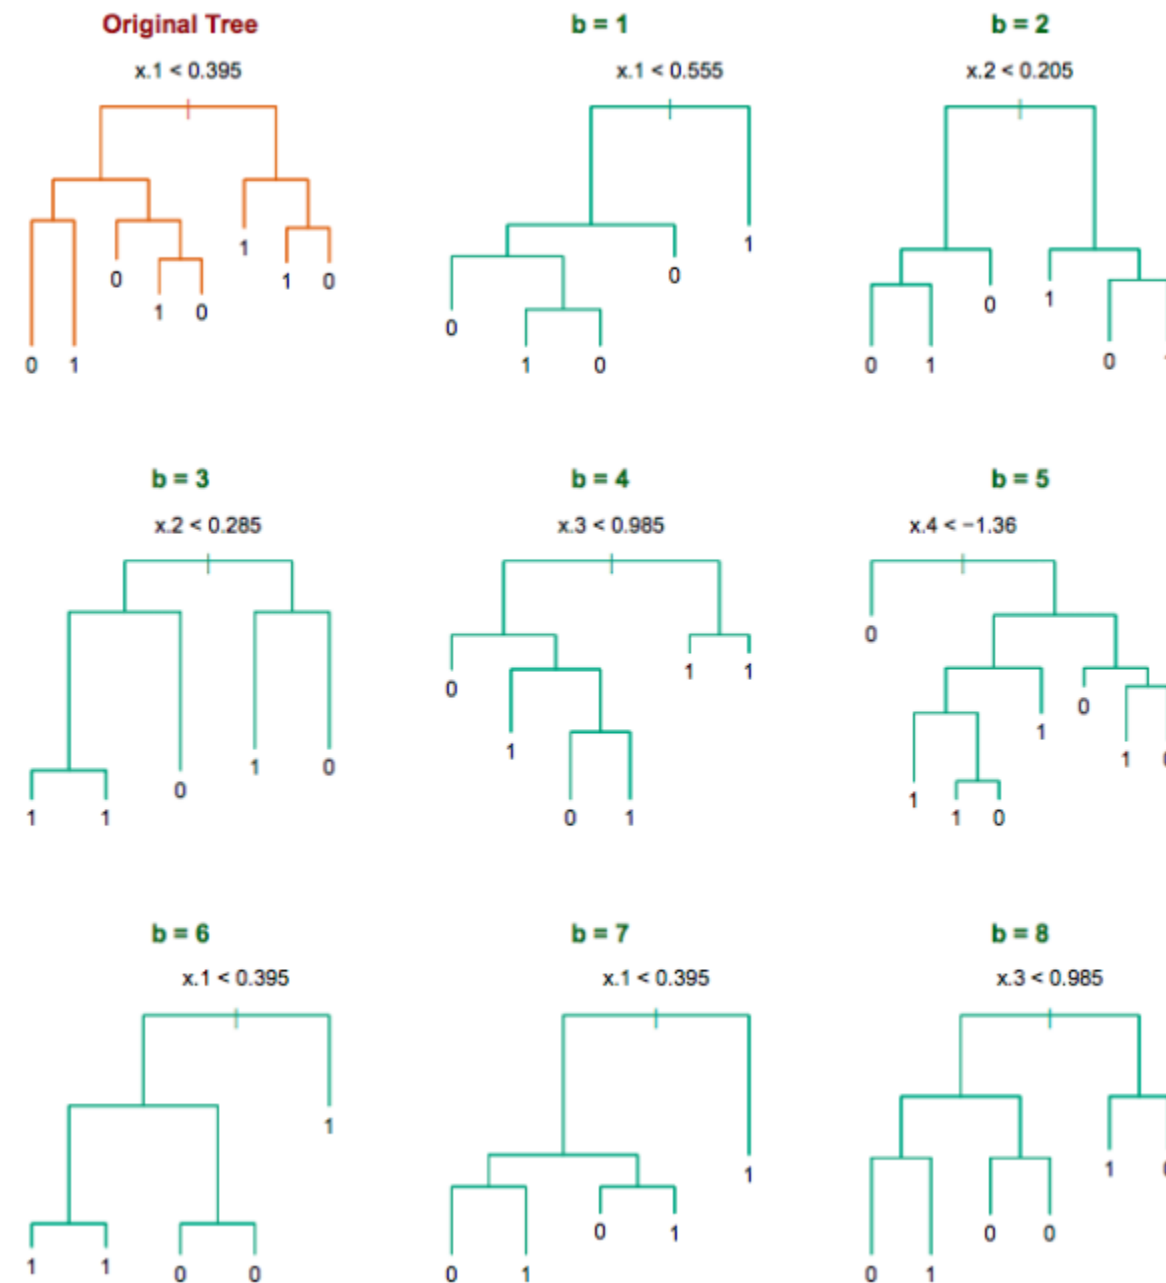 Original Tree
b = 1
b = 2
x.1 < 0.395
x.1 < 0.555
x.2 < 0.205
1
1
0
0
1
0
0
1
1 0
0
0 1
1 0
0 1
0
b = 3
b = 4
b = 5
x.2 < 0.285
x.3 < 0.985
x.4 < −1.36
0
1 1
0
0
1
1
1 0
1
0
1
1 1
0 1
1 0
b = 6
b = 7
b = 8
x.1 < 0.395
x.1 < 0.395
x.3 < 0.985
1
1
1
0 1
0 0
1 1
0 0
0 1
0 1